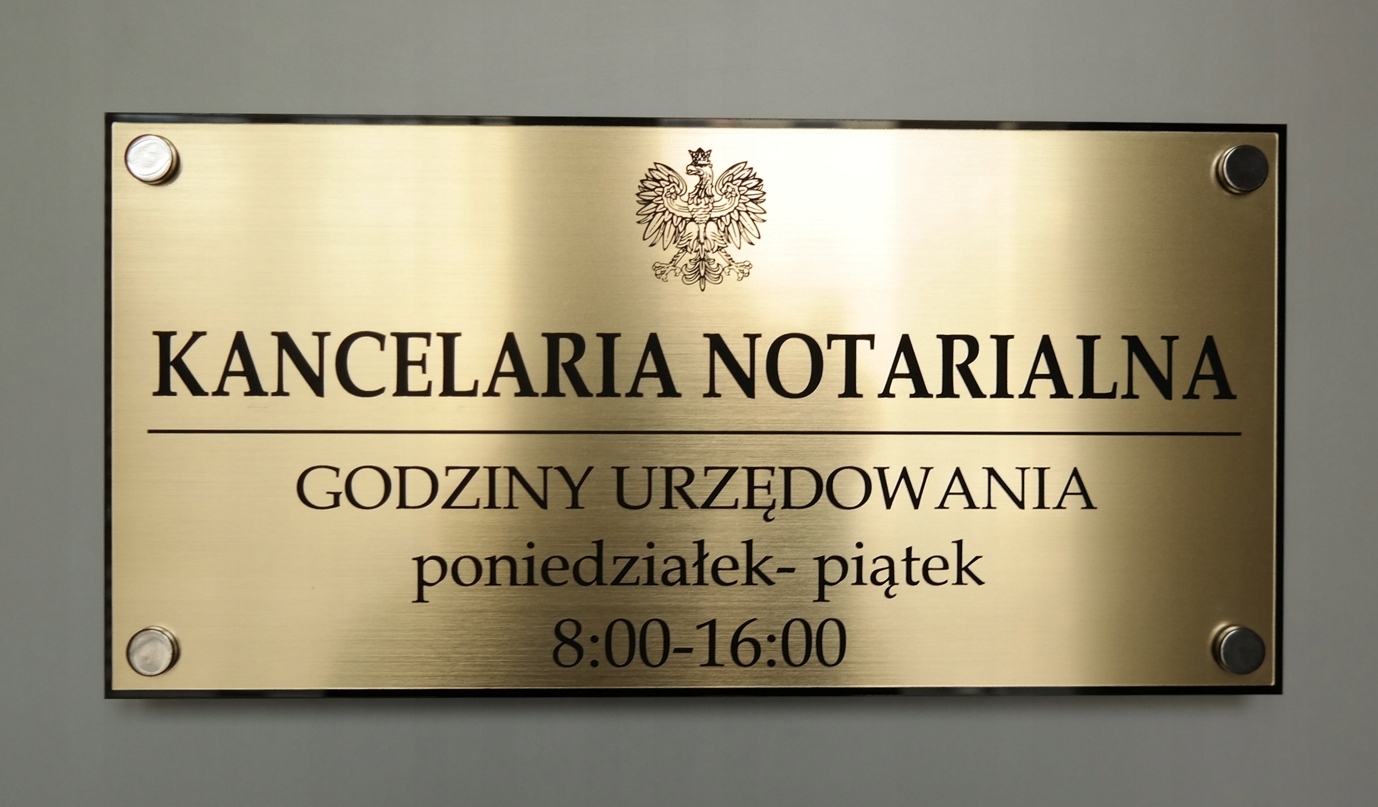 KANCELARIA NOTARIALNA
GODZINY URZĘDOWANIA
poniedziałek- piątek
8:00-16:00